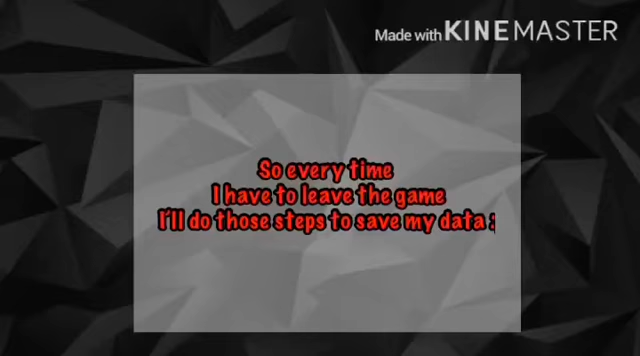 Made with KINEMASTER
So every time
I have to leave the game
I'll do those steps to save my data :